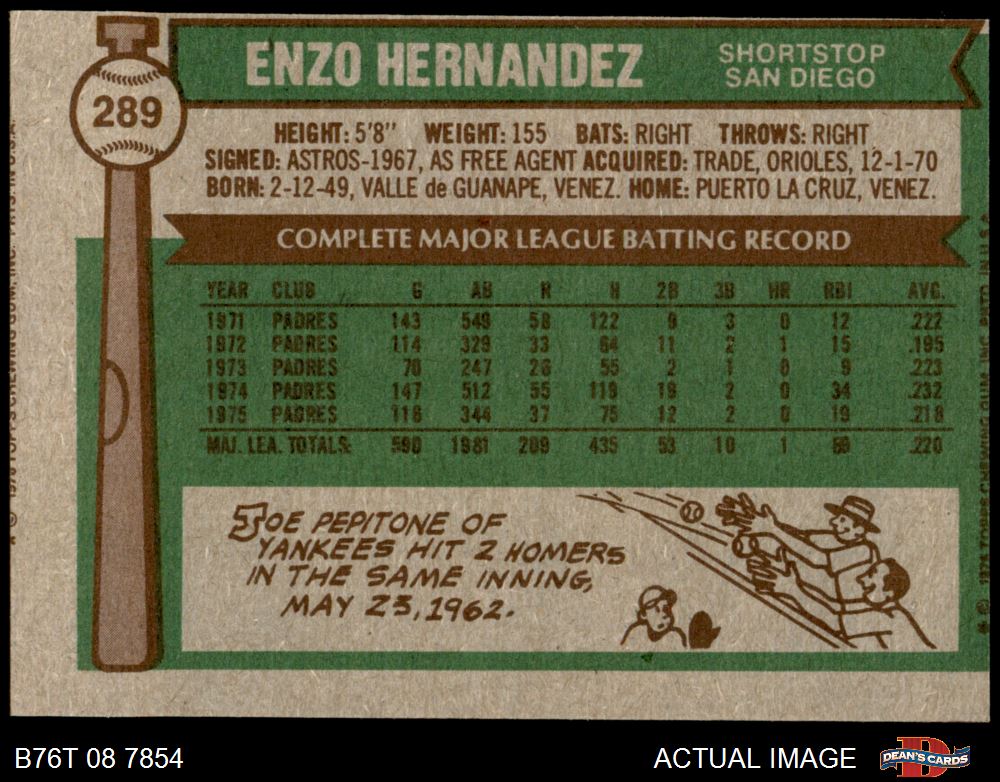 ENZO HERNANDEZ
SHORTSTOP
SAN DIEGO
289
HEIGHT: 5'8" WEIGHT: 155 BATS: RIGHT THROWS: RIGHT
SIGNED: ASTROS-1967, AS FREE AGENT ACQUIRED: TRADE, ORIOLES, 12-1-70
BORN: 2-12-49, VALLE de GUANAPE, VENEZ. HOME: PUERTO LA CRUZ, VENEZ.
COMPLETE MAJOR LEAGUE BATTING RECORD
YEAR CLUB G AB R H 2B 3B HR RBI AVG.
1971 PADRES 143 549 58 122 9 3 0 12 .222
1972 PADRES 114 329 33 64 11 2 1 15 .195
1973 PADRES 70 247 26 55 2 1 0 9 .223
1974 PADRES 147 512 55 119 19 2 0 34 .232
1975 PADRES 116 344 37 75 12 2 0 19 .218
MAJ. LEA. TOTALS 590 1981 209 435 53 10 1 89 .220
JOE PEPITONE OF
YANKEES HIT 2 HOMERS
IN THE SAME INNING,
MAY 23, 1962.
B76T 08 7854
ACTUAL IMAGE
DEAN'S CARDS